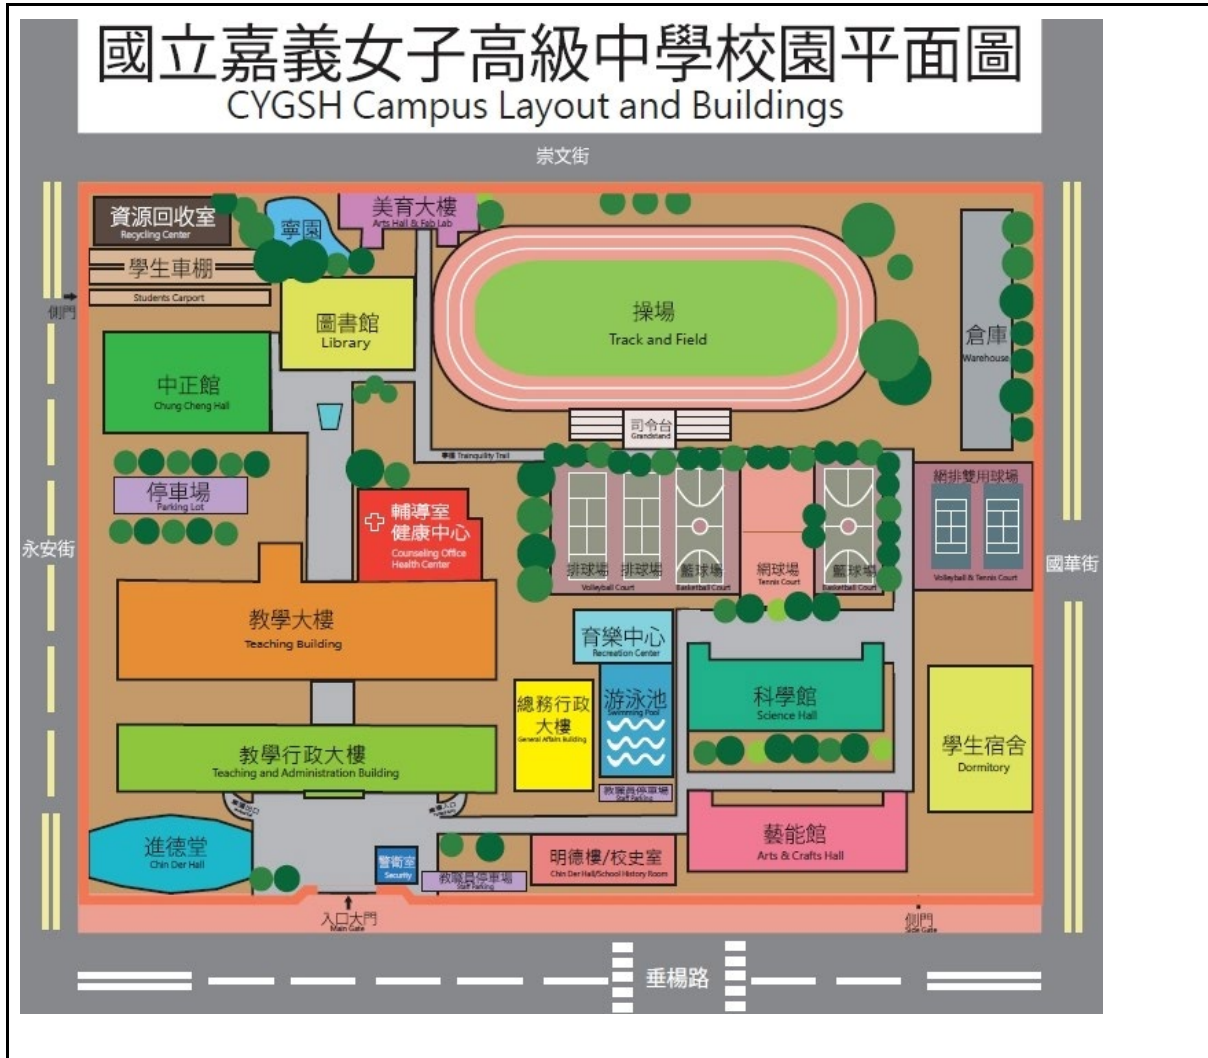 國立嘉義女子高級中學校園平面圖
CYGSH Campus Layout and Buildings
崇文街
資源回收室
Recycling Center
寧園
美育大樓
Arts Hall & Fab Lab
學生車棚
Students Carport
側門
圖書館
Library
操場
Track and Field
倉庫
Warehouse
中正館
Chung Cheng Hall
司令台
Grandstand
Tranquility Trail
停車場
Parking Lot
輔導室
健康中心
Counseling Office
Health Center
網排雙用球場
Volleyball & Tennis Court
永安街
國華街
排球場
排球場
Volleyball Court
籃球場
Basketball Court
網球場
Tennis Court
籃球場
Basketball Court
教學大樓
Teaching Building
育樂中心
Recreation Center
總務行政
大樓
General Affairs Building
游泳池
Swimming Pool
科學館
Science Hall
學生宿舍
Dormitory
教學行政大樓
Teaching and Administration Building
教職員停車場
Staff Parking
進德堂
Chin Der Hall
警衛室
Security
教職員停車場
Staff Parking
明德樓/校史室
Chin Der Hall/School History Room
藝能館
Arts & Crafts Hall
入口大門
Main Gate
側門
Side Gate
垂楊路